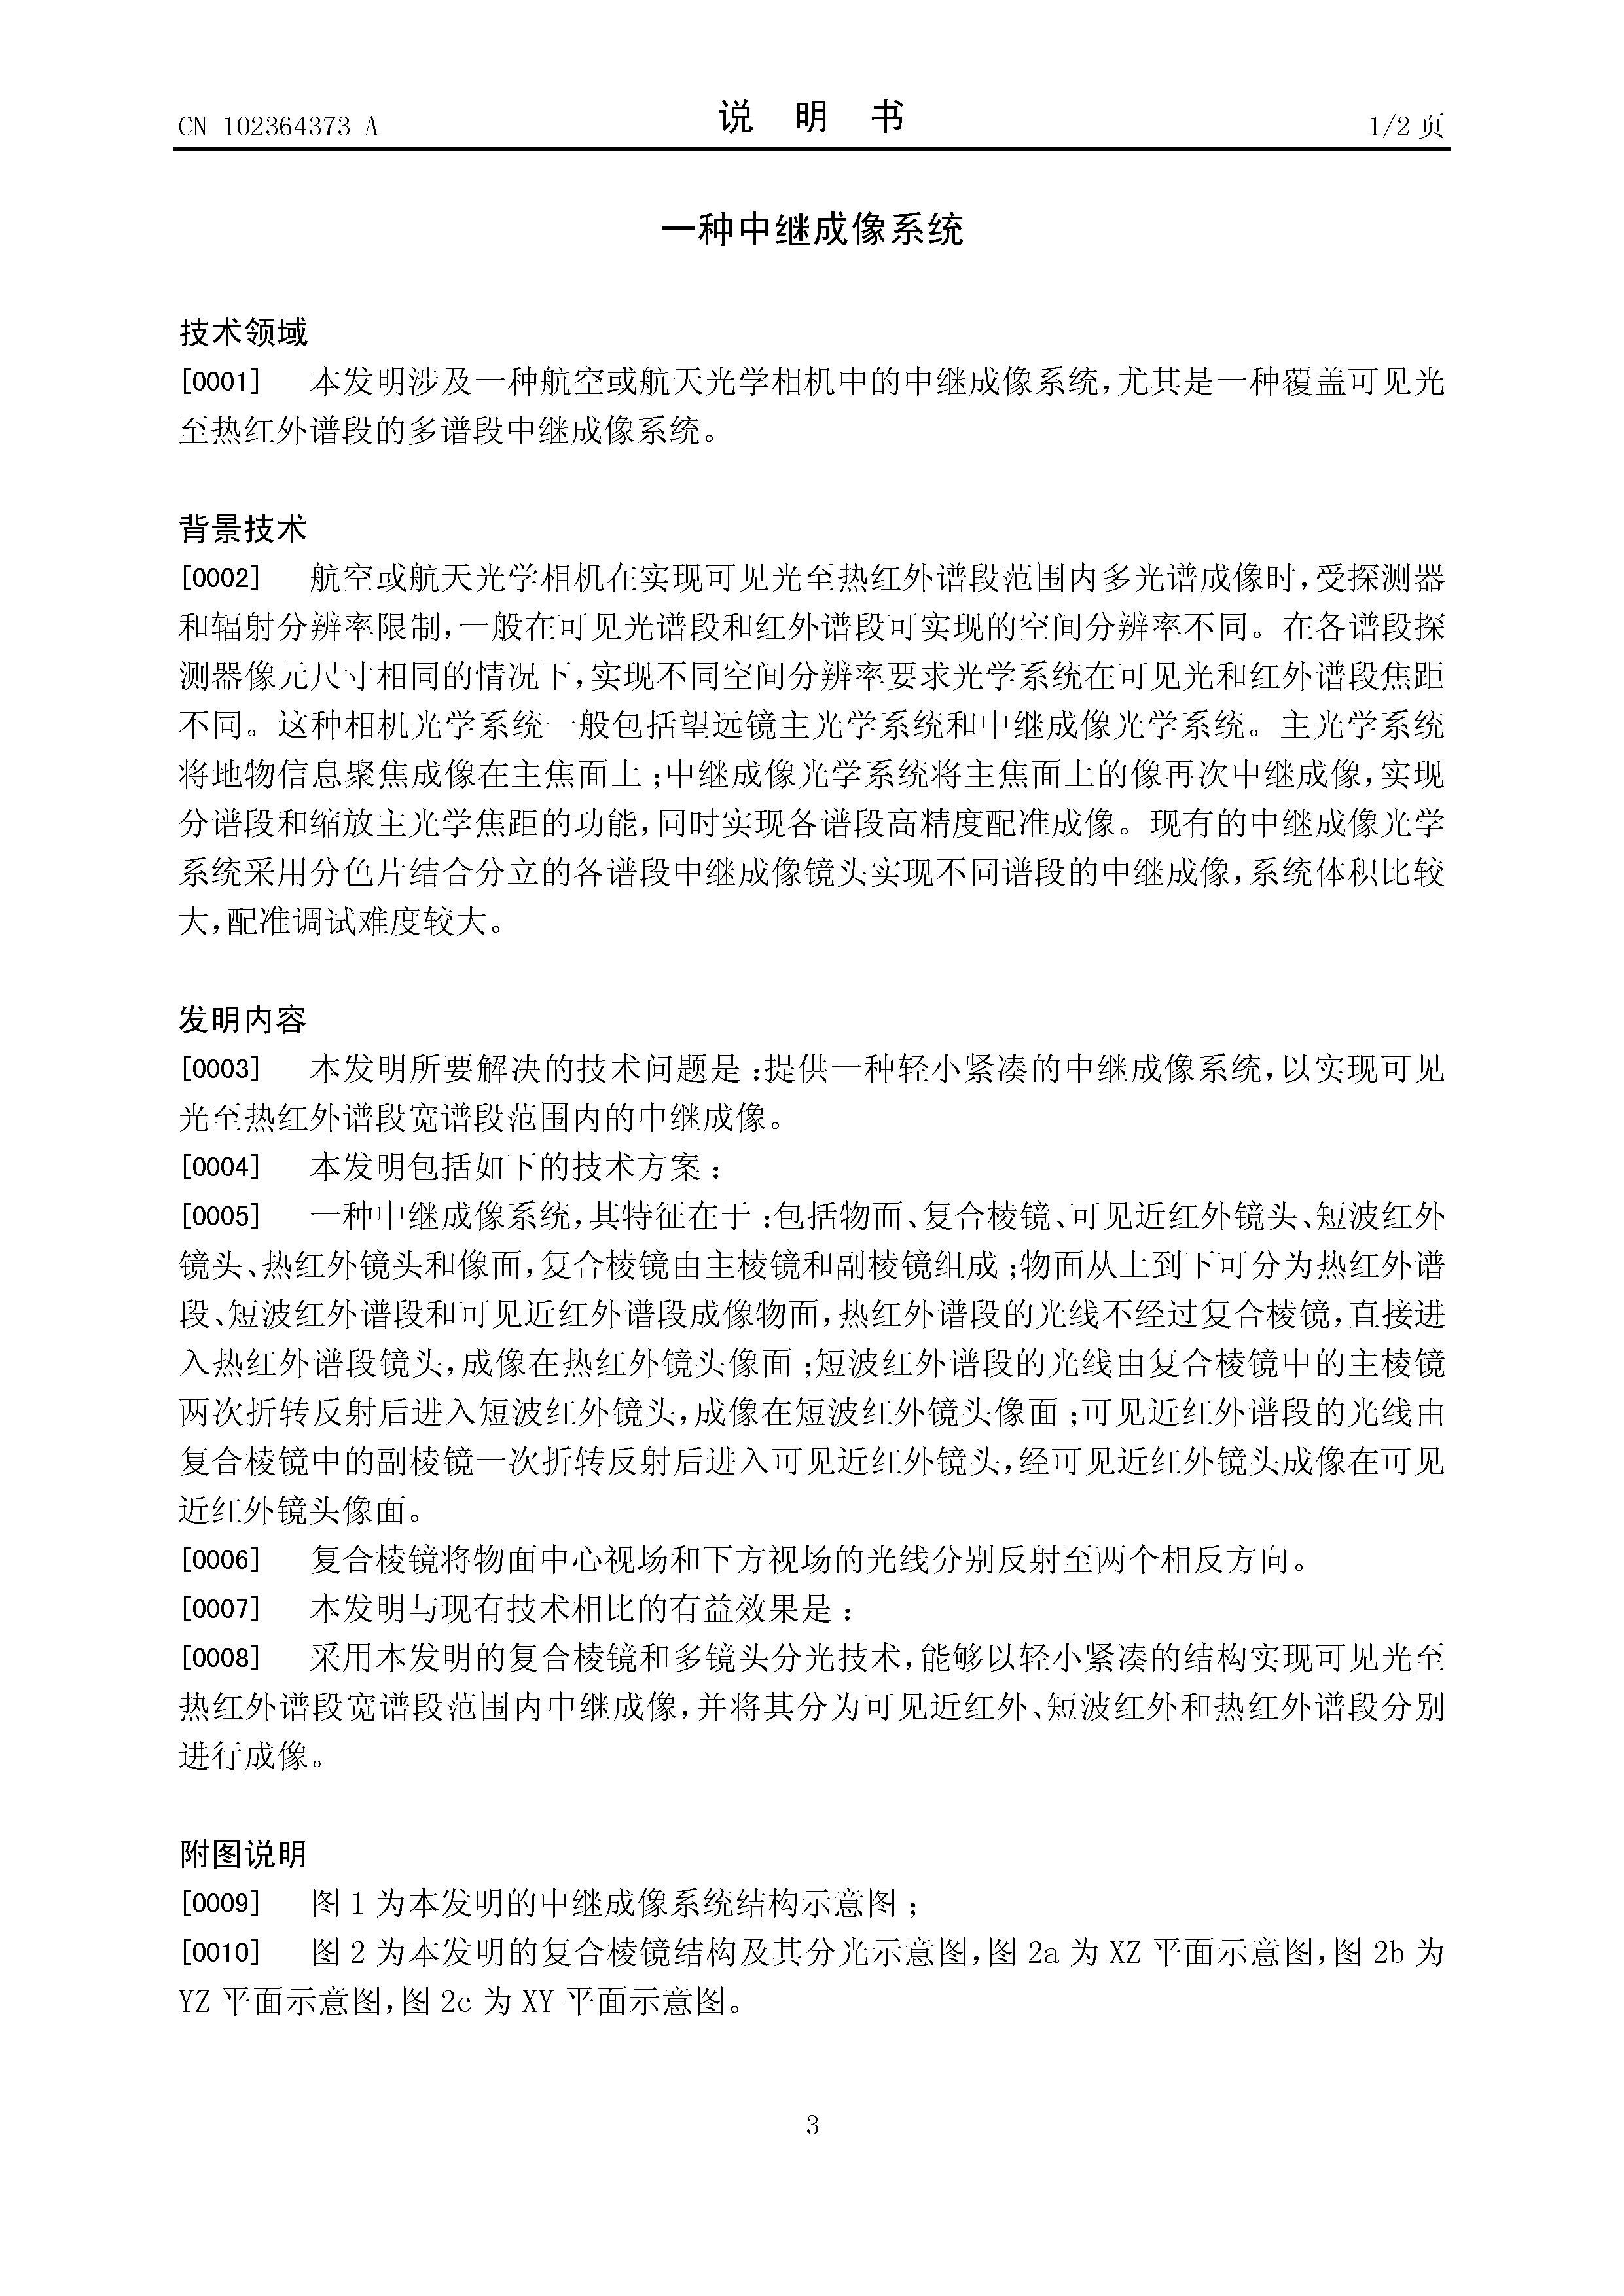 CN 102364373 A
说 明 书
1/2 页
一种中继成像系统
技术领域
[0001] 本发明涉及一种航空或航天光学相机中的中继成像系统,尤其是一种覆盖可见光
至热红外谱段的多谱段中继成像系统。
背景技术
[0002] 航空或航天光学相机在实现可见光至热红外谱段范围内多光谱成像时,受探测器
和辐射分辨率限制,一般在可见光谱段和红外谱段可实现的空间分辨率不同。在各谱段探
测器像元尺寸相同的情况下,实现不同空间分辨率要求光学系统在可见光和红外谱段焦距
不同。这种相机光学系统一般包括望远镜主光学系统和中继成像光学系统。主光学系统
将地物信息聚焦成像在主焦面上;中继成像光学系统将主焦面上的像再次中继成像,实现
分谱段和缩放主光学焦距的功能,同时实现各谱段高精度配准成像。现有的中继成像光学
系统采用分色片结合分立的各谱段中继成像镜头实现不同谱段的中继成像,系统体积比较
大,配准调试难度较大。
发明内容
[0003] 本发明所要解决的技术问题是:提供一种轻小紧凑的中继成像系统,以实现可见
光至热红外谱段宽谱段范围内的中继成像。
[0004] 本发明包括如下的技术方案:
[0005] 一种中继成像系统,其特征在于:包括物面、复合棱镜、可见近红外镜头、短波红外
镜头、热红外镜头和像面,复合棱镜由主棱镜和副棱镜组成;物面从上到下可分为热红外谱
段、短波红外谱段和可见近红外谱段成像物面,热红外谱段的光线不经过复合棱镜,直接进
入热红外谱段镜头,成像在热红外镜头像面;短波红外谱段的光线由复合棱镜中的主棱镜
两次折转反射后进入短波红外镜头,成像在短波红外镜头像面;可见近红外谱段的光线由
复合棱镜中的副棱镜一次折转反射后进入可见近红外镜头,经可见近红外镜头成像在可见
近红外镜头像面。
[0006] 复合棱镜将物面中心视场和下方视场的光线分别反射至两个相反方向。
[0007] 本发明与现有技术相比的有益效果是:
[0008] 采用本发明的复合棱镜和多镜头分光技术,能够以轻小紧凑的结构实现可见光至
热红外谱段宽谱段范围内中继成像,并将其分为可见近红外、短波红外和热红外谱段分别
进行成像。
附图说明
[0009] 图 1 为本发明的中继成像系统结构示意图;
[0010] 图 2 为本发明的复合棱镜结构及其分光示意图,图 2a 为 XZ 平面示意图,图 2b 为
YZ 平面示意图,图 2c 为 XY 平面示意图。
3